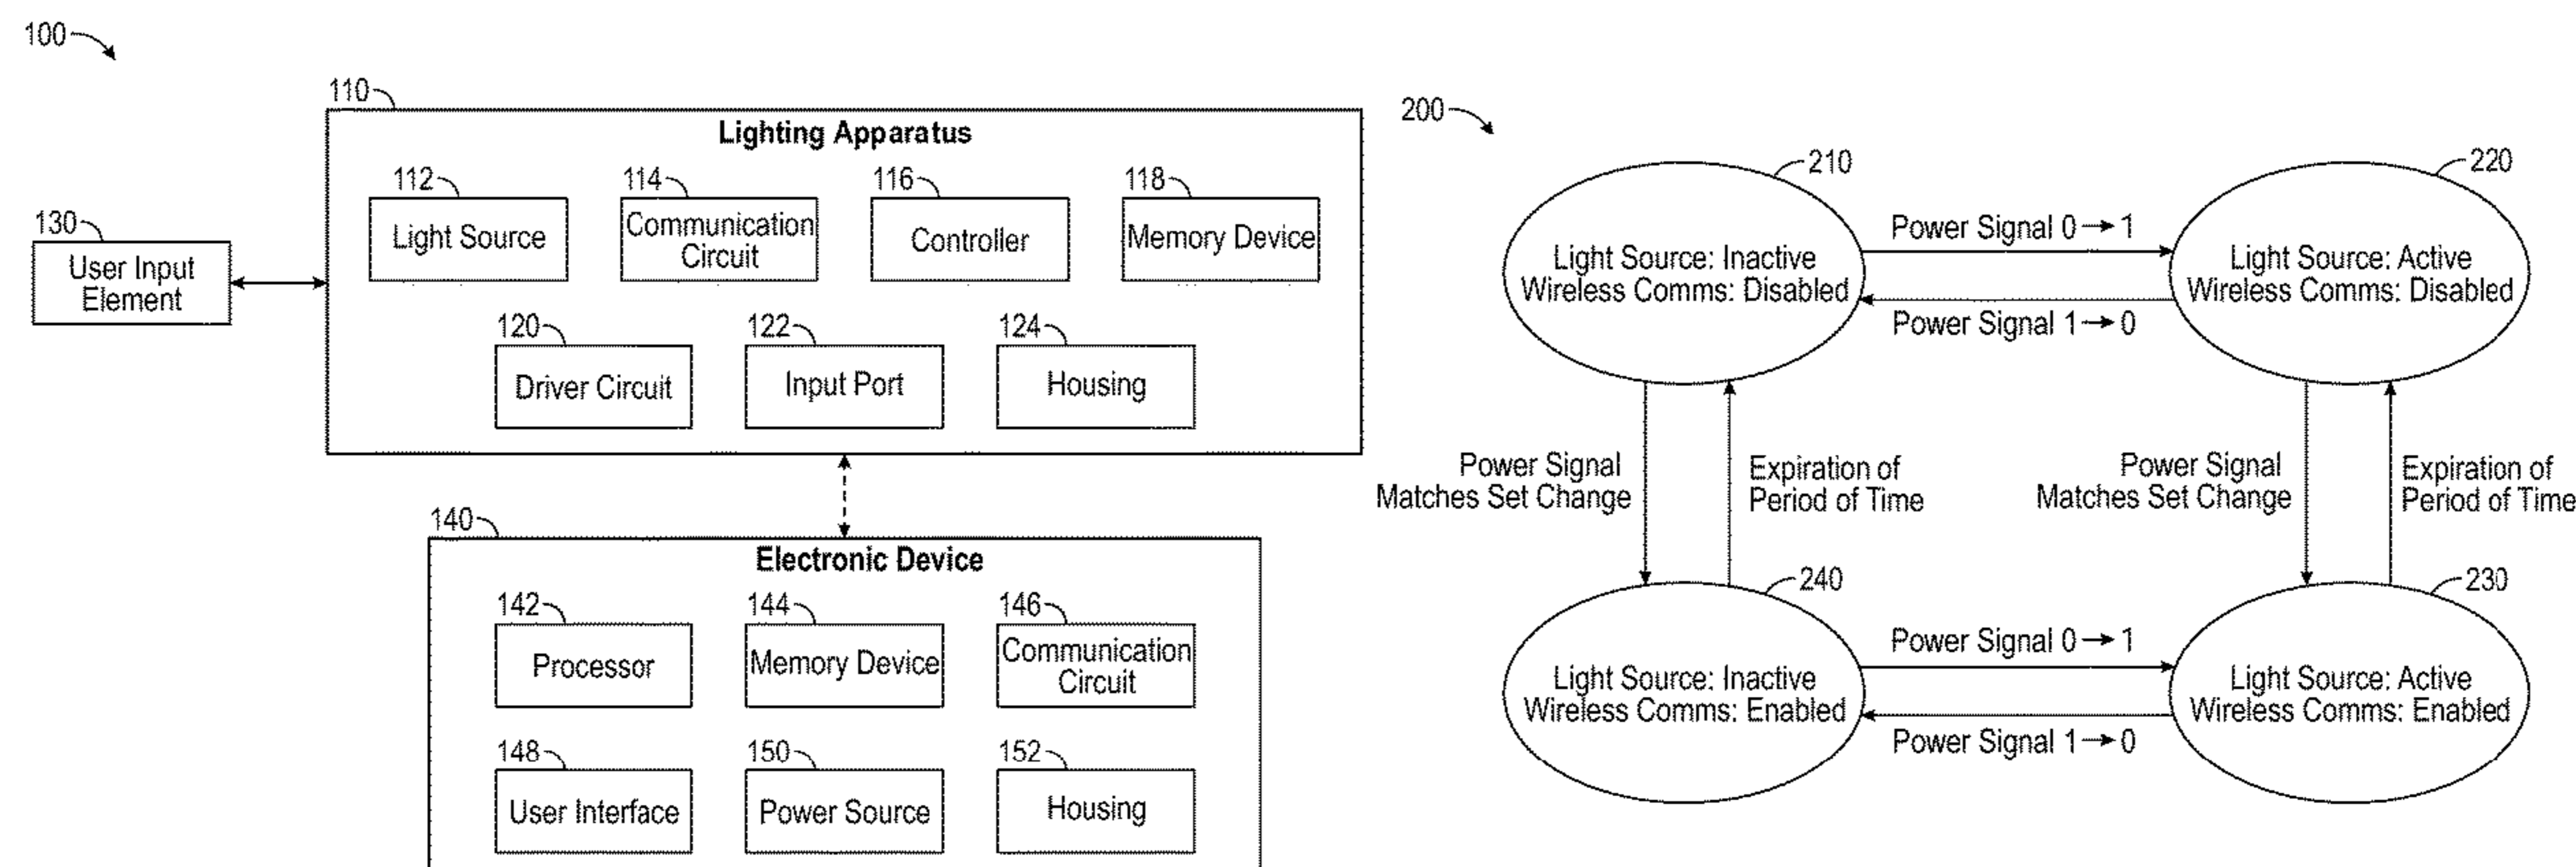 100
110
Lighting Apparatus
112
Light Source
114
Communication
Circuit
116
Controller
118
Memory Device
130
User Input
Element
120
Driver Circuit
122
Input Port
124
Housing
140
Electronic Device
142
Processor
144
Memory Device
146
Communication
Circuit
148
User Interface
150
Power Source
152
Housing
200
210
Light Source: Inactive
Wireless Comms: Disabled
Power Signal 0→1
Power Signal 1→0
220
Light Source: Active
Wireless Comms: Disabled
Power Signal
Matches Set Change
Expiration of
Period of Time
Power Signal
Matches Set Change
Expiration of
Period of Time
240
Light Source: Inactive
Wireless Comms: Enabled
Power Signal 0→1
Power Signal 1→0
230
Light Source: Active
Wireless Comms: Enabled